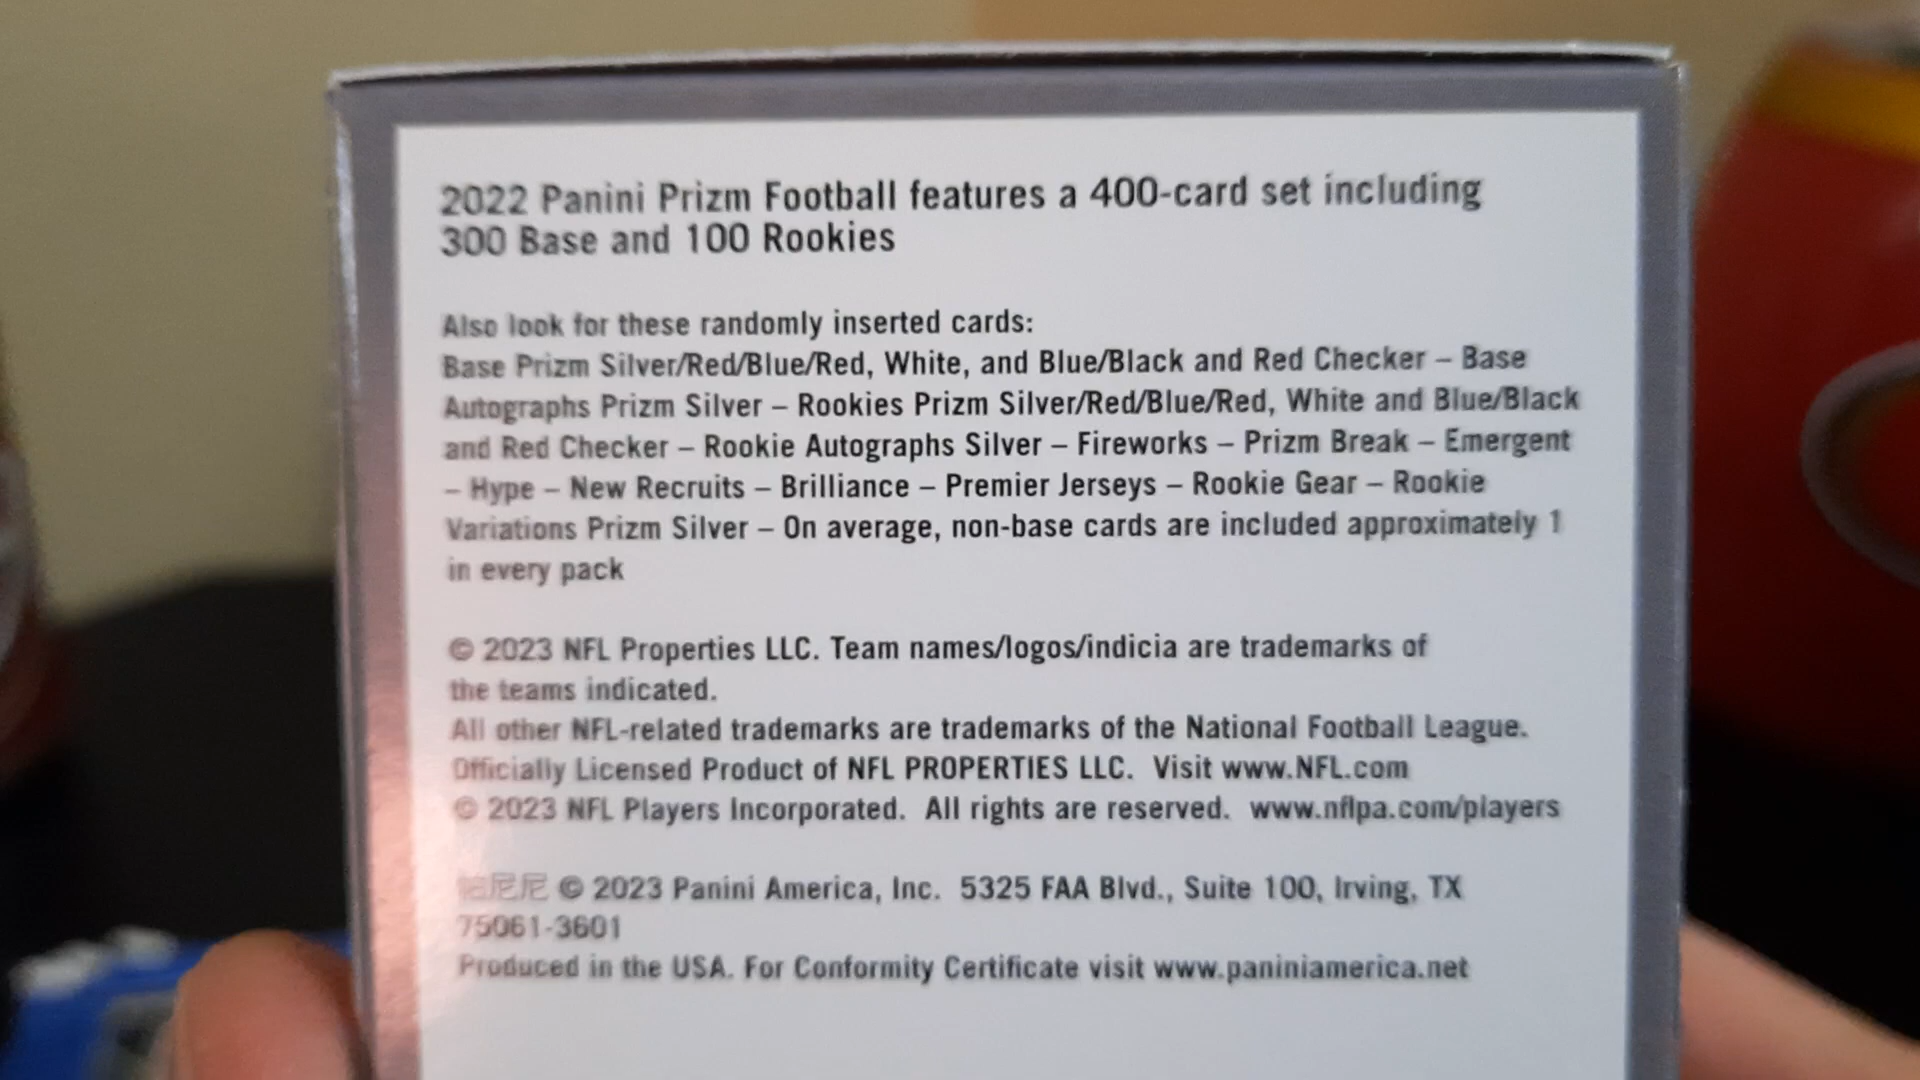 2022 Panini Prizm Football features a 400-card set including
300 Base and 100 Rookies
Also look for these randomly inserted cards:
Base Prizm Silver/Red/Blue/Red, White, and Blue/Black and Red Checker – Base
Autographs Prizm Silver – Rookies Prizm Silver/Red/Blue/Red, White and Blue/Black
and Red Checker – Rookie Autographs Silver – Fireworks – Prizm Break – Emergent
– Hype – New Recruits – Brilliance – Premier Jerseys – Rookie Gear – Rookie
Variations Prizm Silver – On average, non-base cards are included approximately 1
in every pack
© 2023 NFL Properties LLC. Team names/logos/indicia are trademarks of
the teams indicated.
All other NFL-related trademarks are trademarks of the National Football League.
Officially Licensed Product of NFL PROPERTIES LLC. Visit www.NFL.com
© 2023 NFL Players Incorporated. All rights are reserved. www.nflpa.com/players
帕尼尼 © 2023 Panini America, Inc. 5325 FAA Blvd., Suite 100, Irving, TX
75061-3601
Produced in the USA. For Conformity Certificate visit www.paniniamerica.net